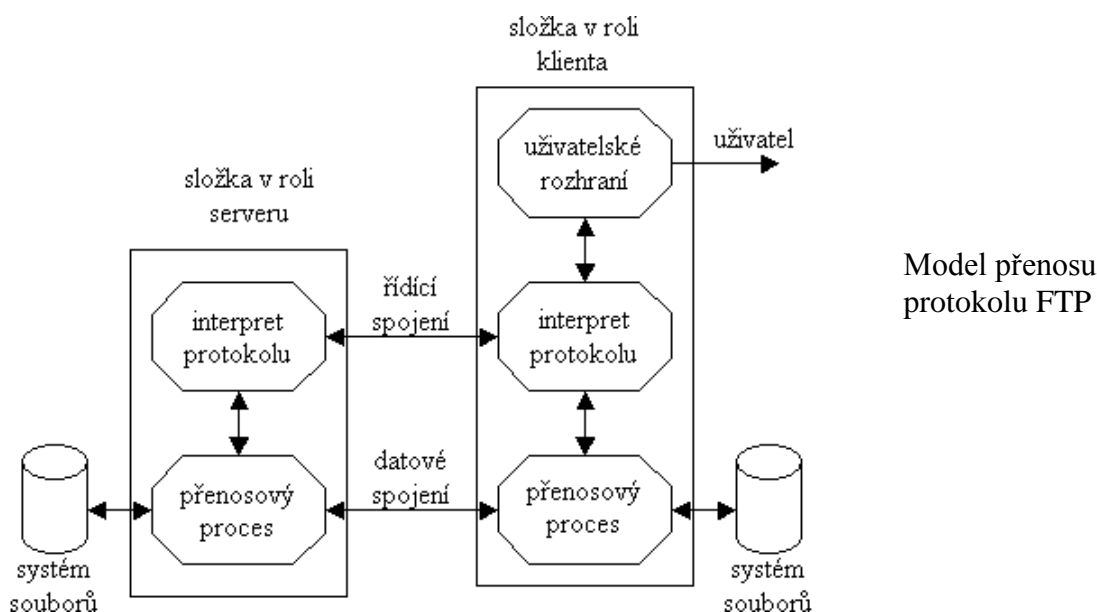 složka v roli
klienta
uživatelské
rozhraní
uživatel
složka v roli
serveru
řídící
spojení
interpret
protokolu
interpret
protokolu
Model přenosu
protokolu FTP
datové
spojení
přenosový
proces
přenosový
proces
systém
souborů
systém
souborů